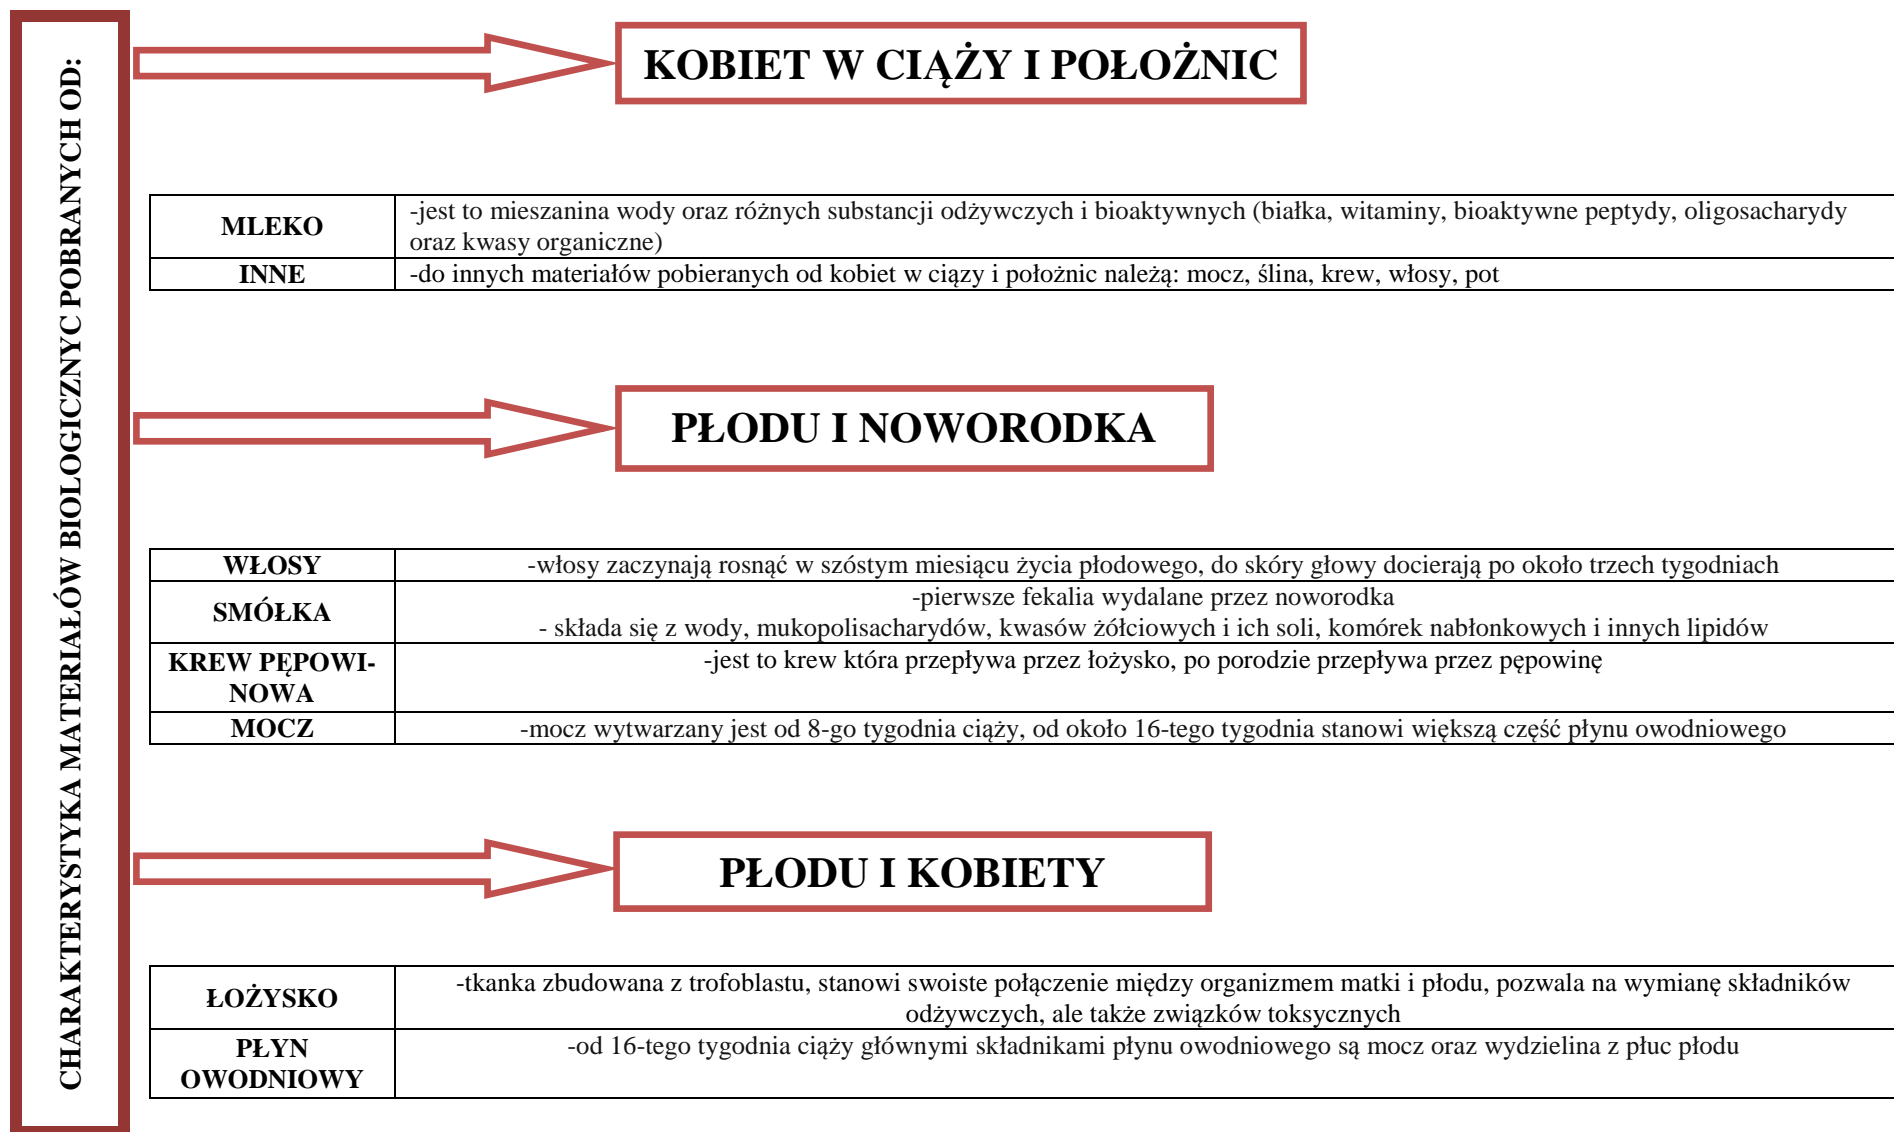 CHARAKTERYSTYKA MATERIAŁÓW BIOLOGICZNYC POBRANYCH OD:
KOBIET W CIĄŻY I POŁOŻNIC
MLEKO
-jest to mieszanina wody oraz różnych substancji odżywczych i bioaktywnych (białka, witaminy, bioaktywne peptydy, oligosacharydy
oraz kwasy organiczne)
INNE
-do innych materiałów pobieranych od kobiet w ciązy i położnic należą: mocz, ślina, krew, włosy, pot
PŁODU I NOWORODKA
WŁOSY
-włosy zaczynają rosnąć w szóstym miesiącu życia płodowego, do skóry głowy docierają po około trzech tygodniach
SMÓŁKA
-pierwsze fekalia wydalane przez noworodka
- składa się z wody, mukopolisacharydów, kwasów żółciowych i ich soli, komórek nabłonkowych i innych lipidów
KREW PĘPOWI-
NOWA
-jest to krew która przepływa przez łożysko, po porodzie przepływa przez pępowinę
MOCZ
-mocz wytwarzany jest od 8-go tygodnia ciąży, od około 16-tego tygodnia stanowi większą część płynu owodniowego
PŁODU I KOBIETY
ŁOŻYSKO
-tkanka zbudowana z trofoblastu, stanowi swoiste połączenie między organizmem matki i płodu, pozwala na wymianę składników
odżywczych, ale także związków toksycznych
PŁYN
OWODNIOWY
-od 16-tego tygodnia ciąży głównymi składnikami płynu owodniowego są mocz oraz wydzielina z płuc płodu